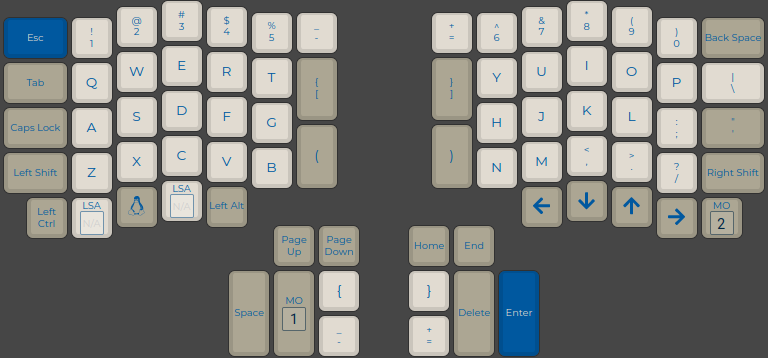 Esc
! 1
@ 2
# 3
$ 4
% 5
_ -
+ =
^ 6
& 7
* 8
( 9
) 0
Back Space
Tab
Q
W
E
R
T
{ [
} ]
Y
U
I
O
P
| \
Caps Lock
A
S
D
F
G
(
)
H
J
K
L
: ;
" '
Left Shift
Z
X
C
V
B
N
M
< ,
> .
? /
Right Shift
Left
Ctrl
LSA
N/A
LSA
N/A
Left Alt
←
↓
↑
→
MO
2
Page
Up
Page
Down
Home
End
Space
MO
1
{
_ -
}
+ =
Delete
Enter